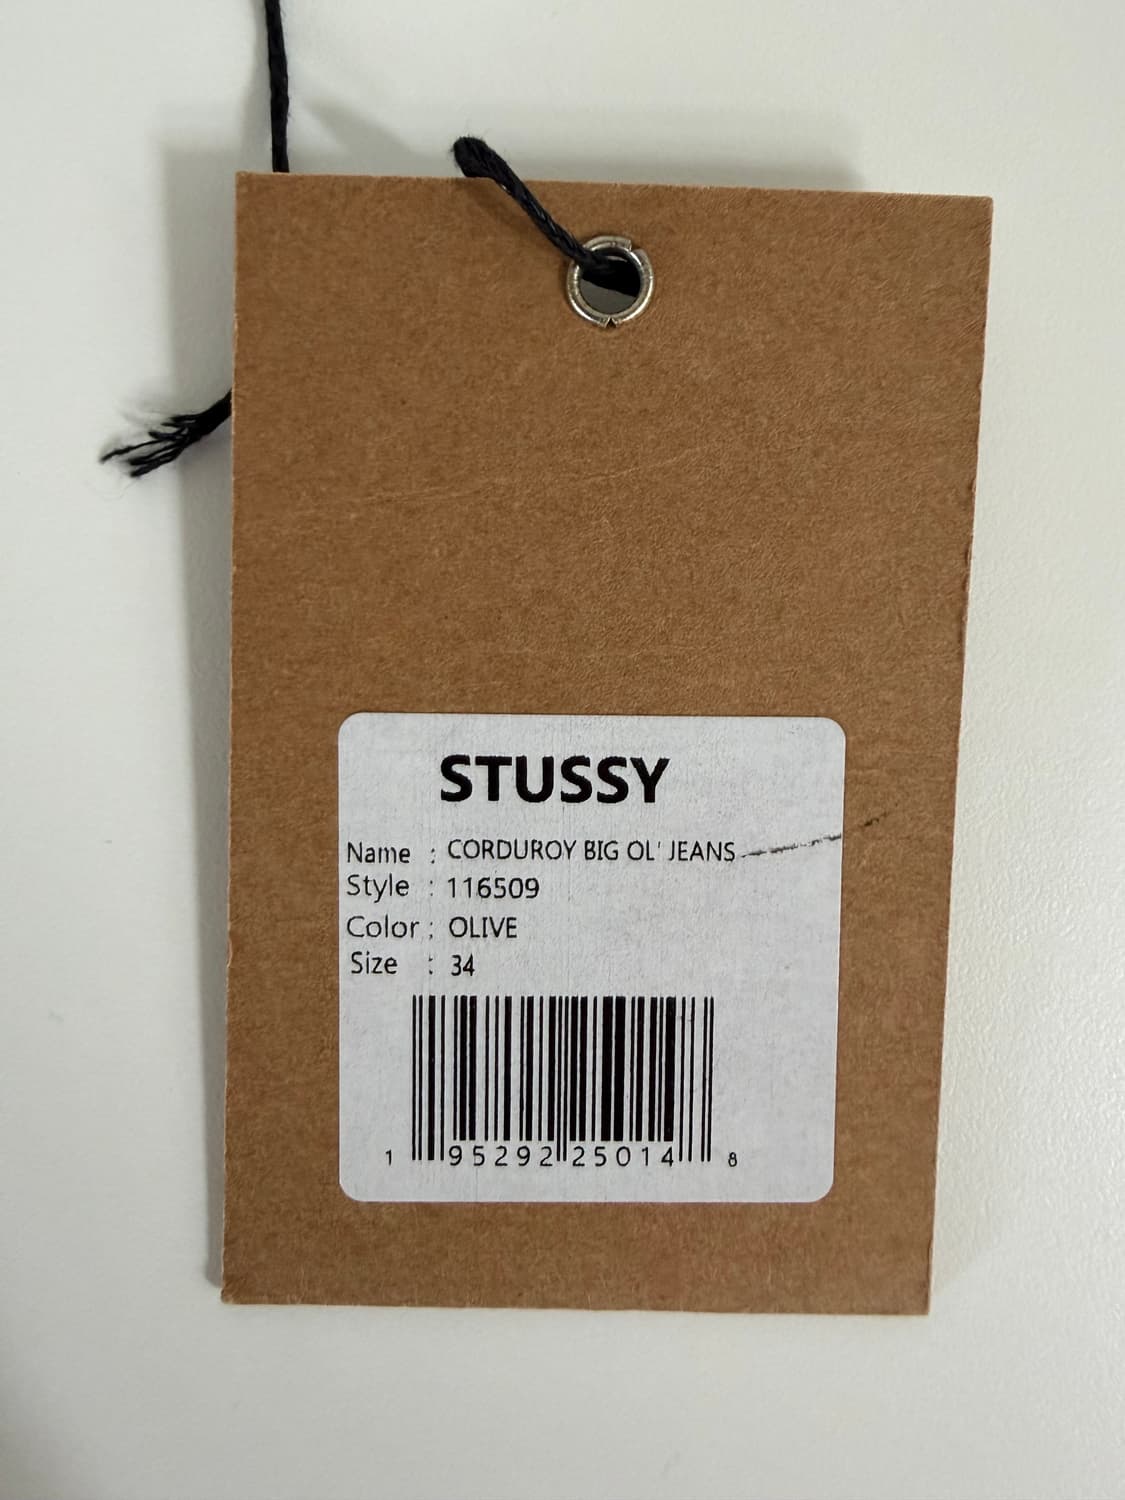 STUSSY
Name : CORDUROY BIG OL' JEANS
Style : 116509
Color : OLIVE
Size : 34
1 95292 25014 8